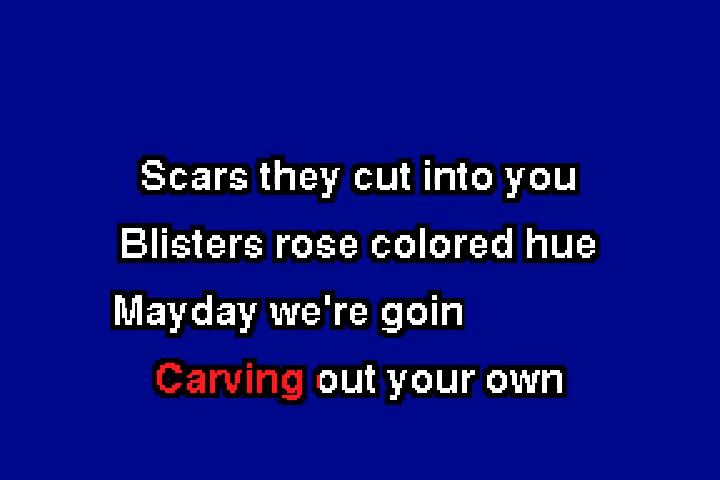 Scars they cut into you
Blisters rose colored hue
Mayday we're goin
Carving out your own